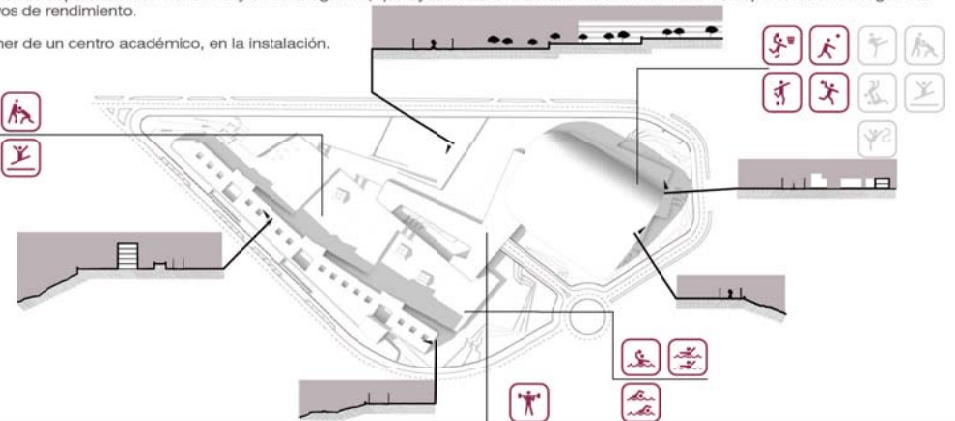 vos de rendimiento.
ner de un centro académico, en la instalación.